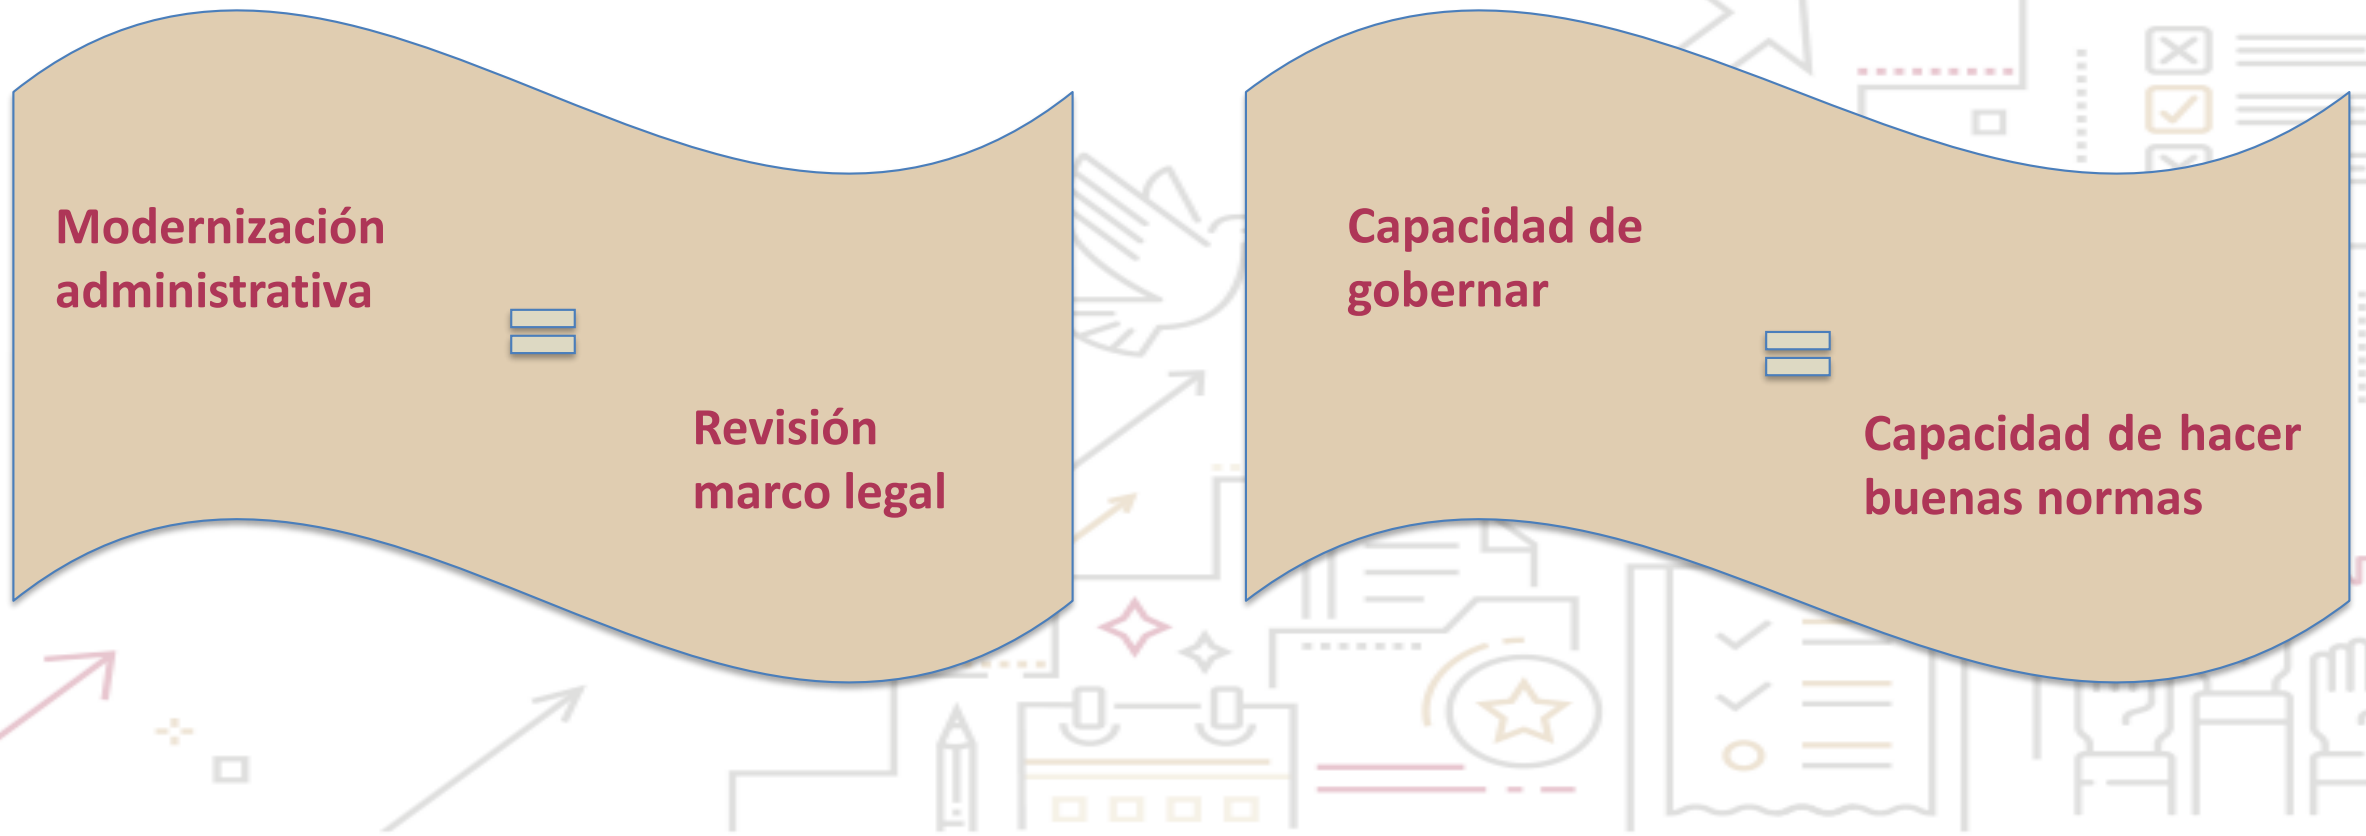 Modernización
administrativa
=
Revisión
marco legal
Capacidad de
gobernar
=
Capacidad de hacer
buenas normas